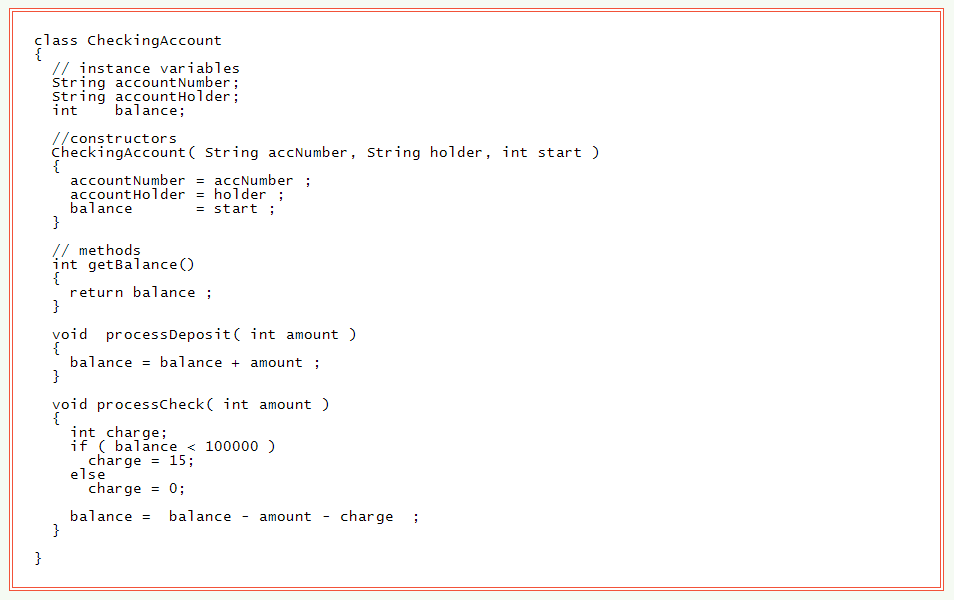 class CheckingAccount
{
  // instance variables
  String accountNumber;
  String accountHolder;
  int    balance;

  //constructors
  CheckingAccount( String accNumber, String holder, int start )
  {
    accountNumber = accNumber ;
    accountHolder = holder ;
    balance       = start ;
  }

  // methods
  int getBalance()
  {
    return balance ;
  }

  void  processDeposit( int amount )
  {
    balance = balance + amount ;
  }

  void processCheck( int amount )
  {
    int charge;
    if ( balance < 100000 )
      charge = 15;
    else
      charge = 0;

    balance =  balance - amount - charge  ;
  }

}